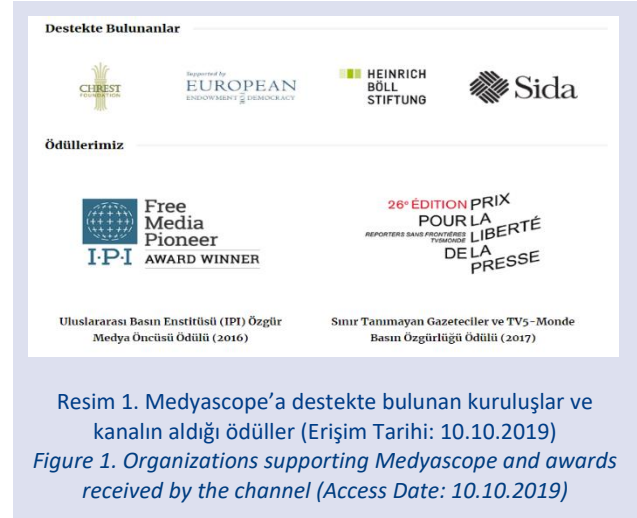 Destekte Bulunanlar
CHREST
FOUNDATION
Supported by
EUROPEAN
ENDOWMENT FOR DEMOCRACY
HEINRICH
BÖLL
STIFTUNG
Sida
Ödüllerimiz
I·P·I
Free
Media
Pioneer
AWARD WINNER
26e ÉDITION PRIX
POUR LA
REPORTERS SANS FRONTIÈRES
TV5MONDE
LIBERTÉ
DE LA
PRESSE
Uluslararası Basın Enstitüsü (IPI) Özgür
Medya Öncüsü Ödülü (2016)
Sınır Tanımayan Gazeteciler ve TV5-Monde
Basın Özgürlüğü Ödülü (2017)
Resim 1. Medyascope’a destekte bulunan kuruluşlar ve
kanalın aldığı ödüller (Erişim Tarihi: 10.10.2019)
Figure 1. Organizations supporting Medyascope and awards
received by the channel (Access Date: 10.10.2019)